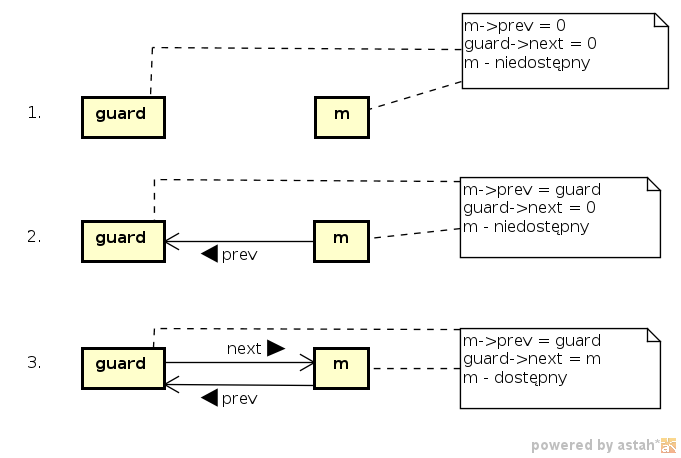 m->prev = 0
guard->next = 0
m - niedostępny
1.
guard
m
m->prev = guard
guard->next = 0
m - niedostępny
2.
guard
m
prev
m->prev = guard
guard->next = m
m - dostępny
3.
guard
next
m
prev
powered by astah*